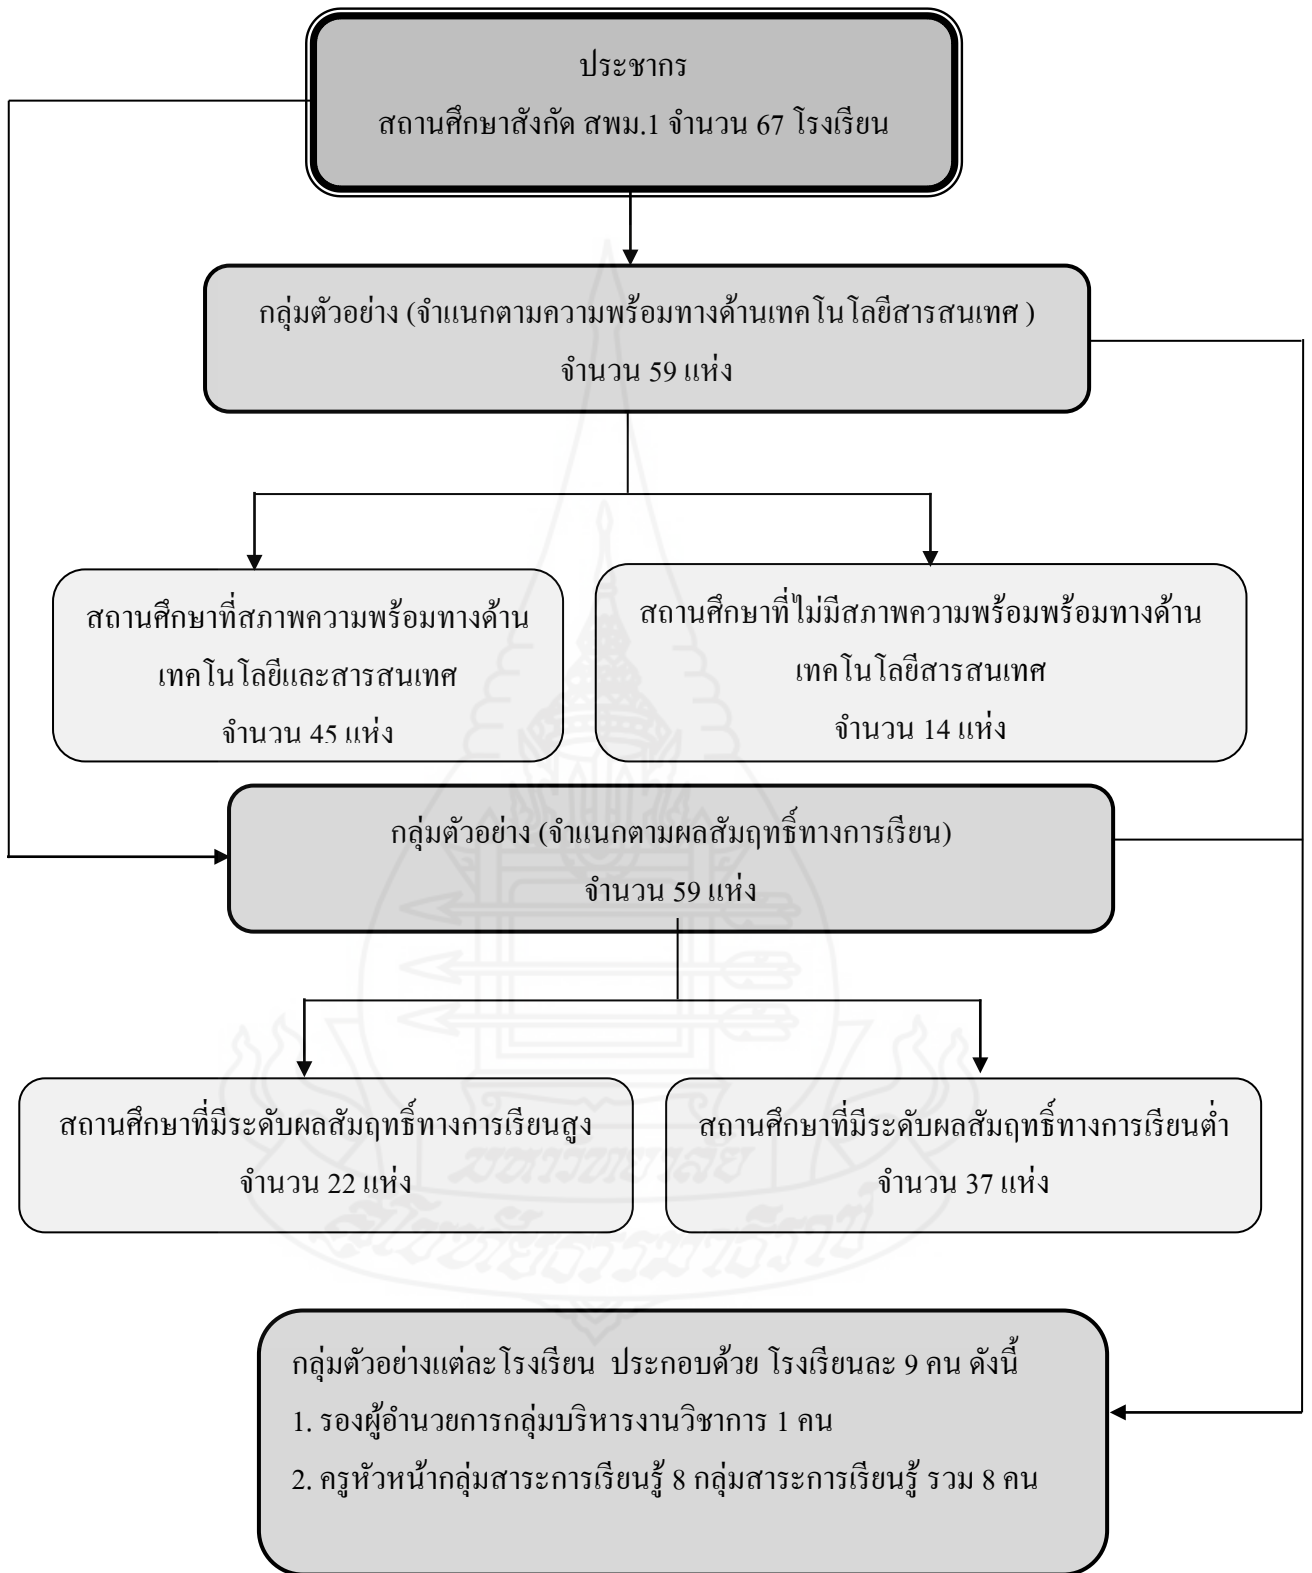 ประชากร
สถานศึกษาสังกัด สพม.1 จำนวน 67 โรงเรียน
กลุ่มตัวอย่าง (จำแนกตามความพร้อมทางด้านเทคโนโลยีสารสนเทศ )
จำนวน 59 แห่ง
สถานศึกษาที่สภาพความพร้อมทางด้าน
เทคโนโลยีและสารสนเทศ
จำนวน 45 แห่ง
สถานศึกษาที่ไม่มีสภาพความพร้อมพร้อมทางด้าน
เทคโนโลยีสารสนเทศ
จำนวน 14 แห่ง
กลุ่มตัวอย่าง (จำแนกตามผลสัมฤทธิ์ทางการเรียน)
จำนวน 59 แห่ง
สถานศึกษาที่มีระดับผลสัมฤทธิ์ทางการเรียนสูง
จำนวน 22 แห่ง
สถานศึกษาที่มีระดับผลสัมฤทธิ์ทางการเรียนต่ำ
จำนวน 37 แห่ง
มหาวิทยาลัย
สุโขทัยธรรมาธิราช
กลุ่มตัวอย่างแต่ละโรงเรียน ประกอบด้วย โรงเรียนละ 9 คน ดังนี้
1. รองผู้อำนวยการกลุ่มบริหารงานวิชาการ 1 คน
2. ครูหัวหน้ากลุ่มสาระการเรียนรู้ 8 กลุ่มสาระการเรียนรู้ รวม 8 คน